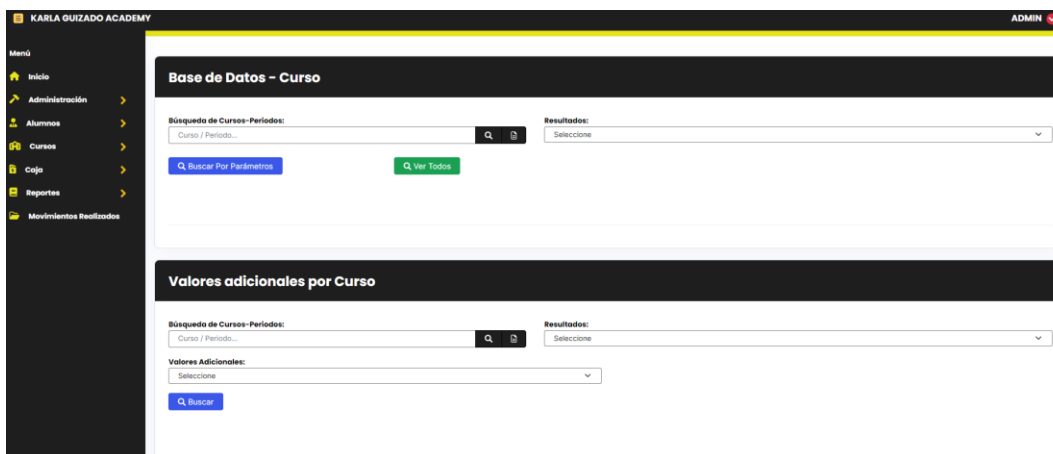 KARLA GUIZADO ACADEMY
ADMIN
Menú
Inicio
Administración
Alumnos
Cursos
Caja
Reportes
Movimientos Realizados
Base de Datos - Curso
Búsqueda de Cursos-Periodos:
Curso / Periodo...
Resultados:
Seleccione
Buscar Por Parámetros
Ver Todos
Valores adicionales por Curso
Búsqueda de Cursos-Periodos:
Curso / Periodo...
Resultados:
Seleccione
Valores Adicionales:
Seleccione
Buscar